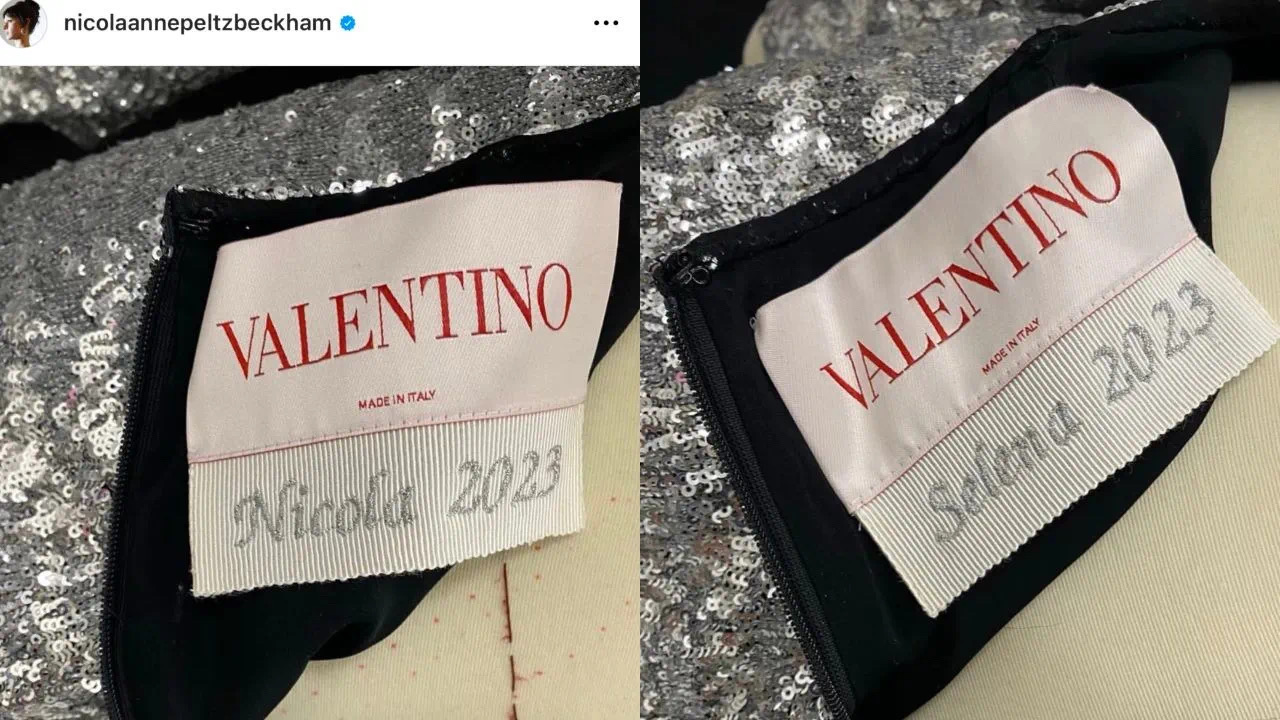 nicolaannepeltzbeckham
VALENTINO
MADE IN ITALY
Nicola 2023
VALENTINO
MADE IN ITALY
Selena 2023